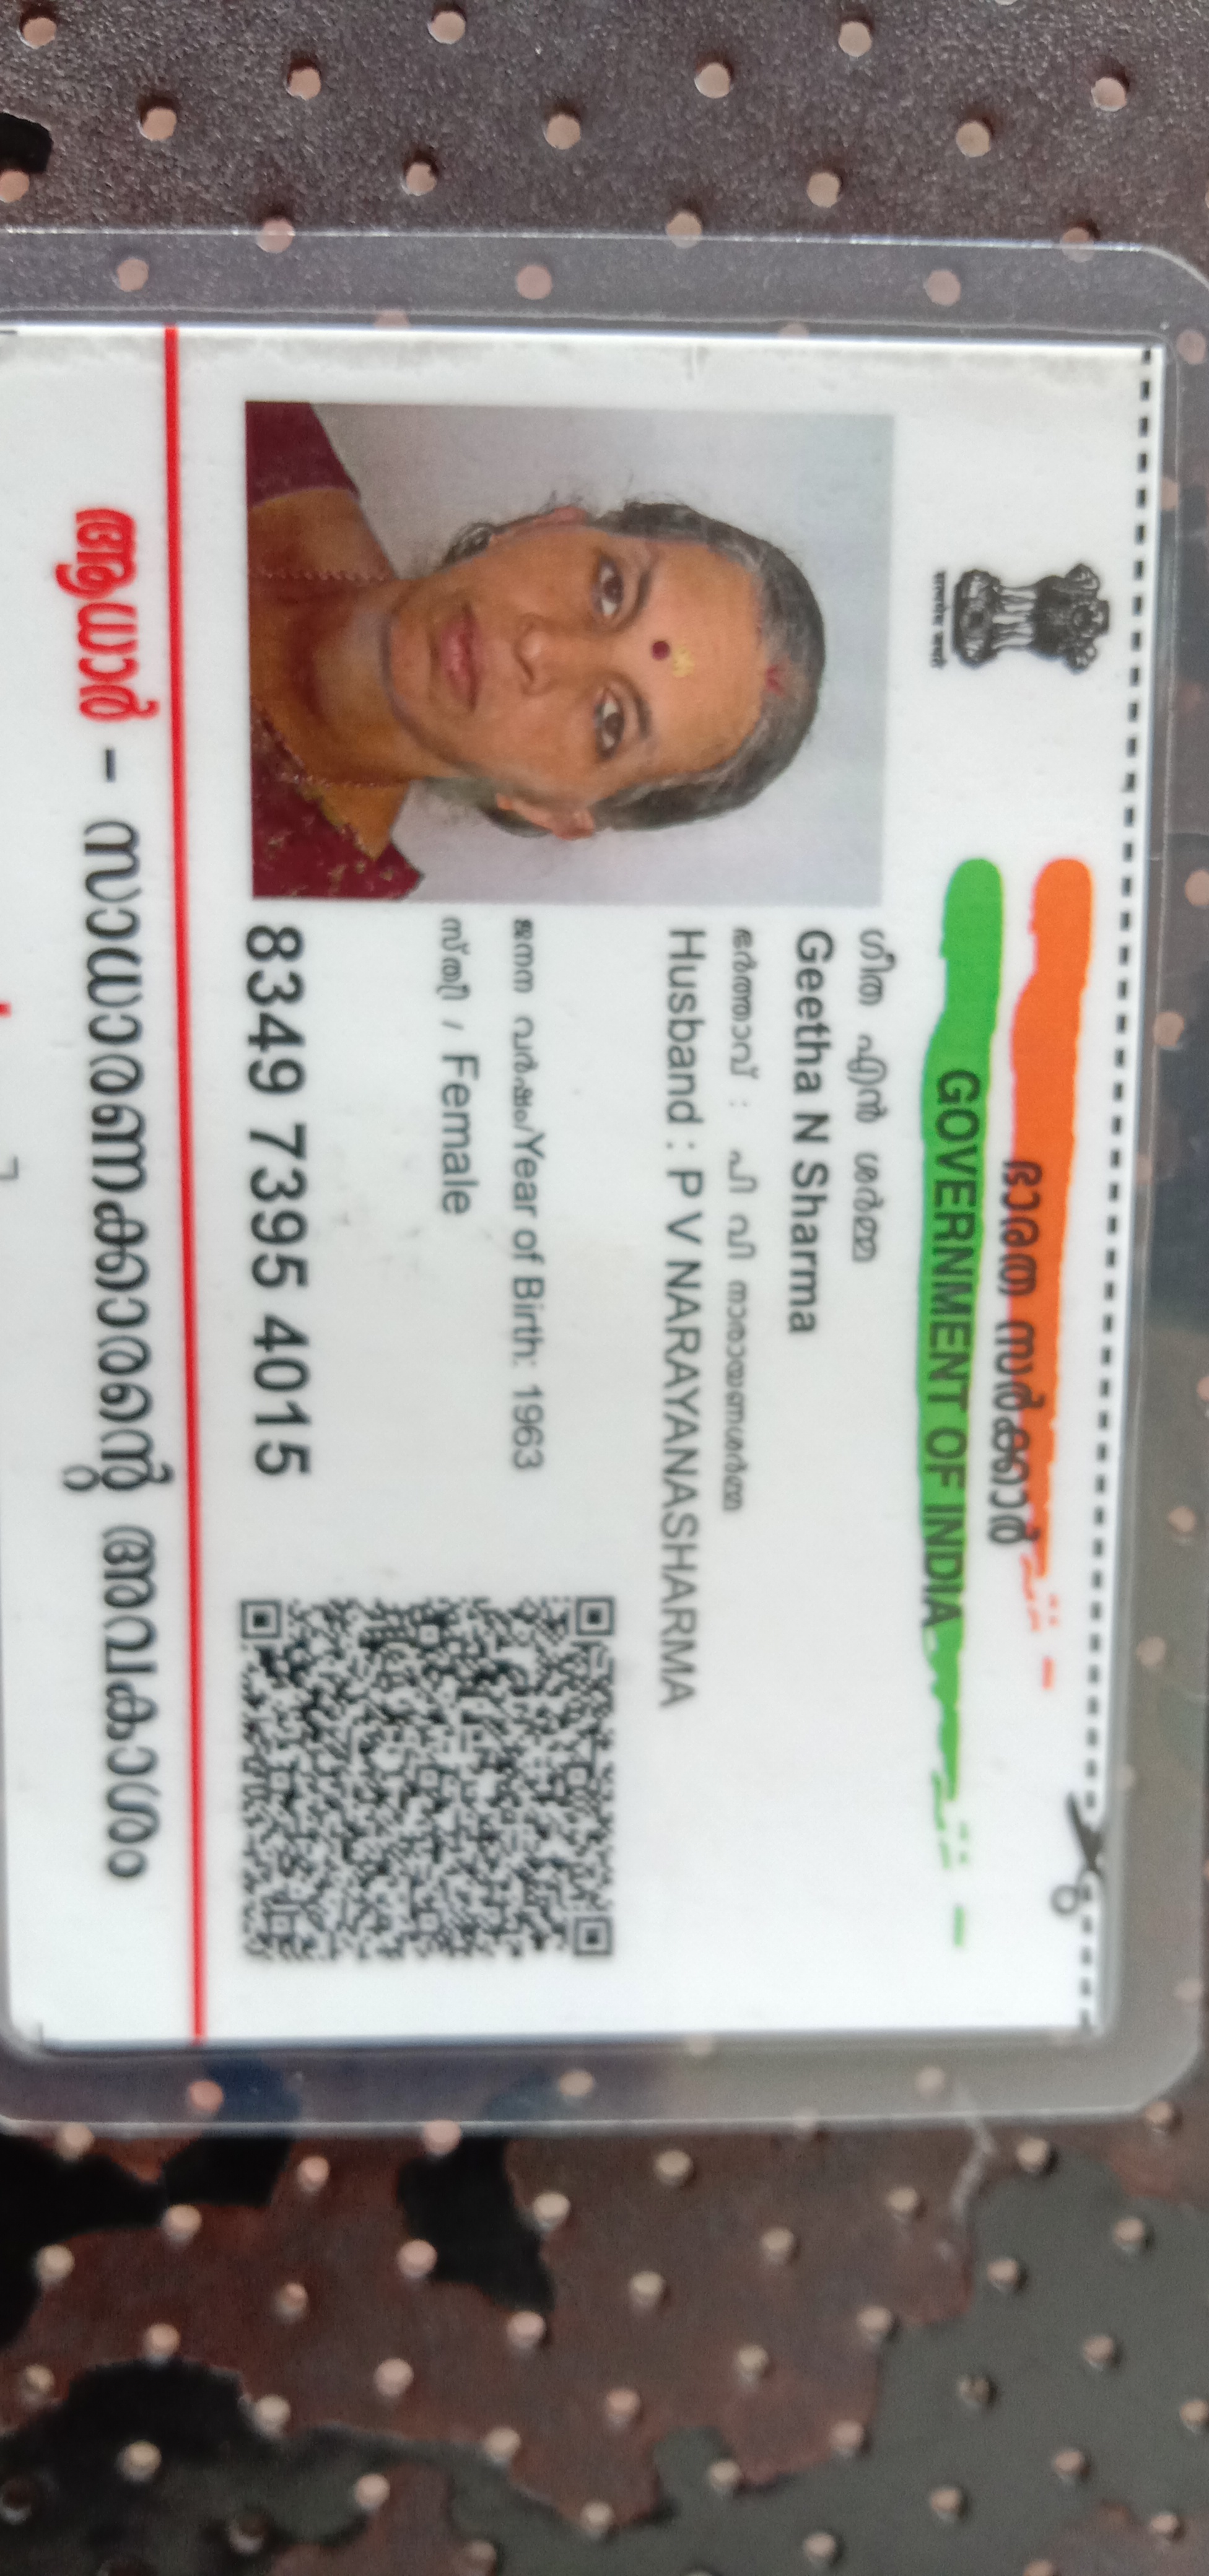 ഭാരത സർക്കാർ
GOVERNMENT OF INDIA
सत्यमेव जयते
ഗീത എൻ ശർമ്മ
Geetha N Sharma
ഭർത്താവ് : പി വി നാരായണശർമ്മ
Husband : P V NARAYANASHARMA
ജനന വർഷം/Year of Birth: 1963
സ്ത്രീ / Female
8349 7395 4015
ആധാർ - സാധാരണക്കാരന്റെ അവകാശം